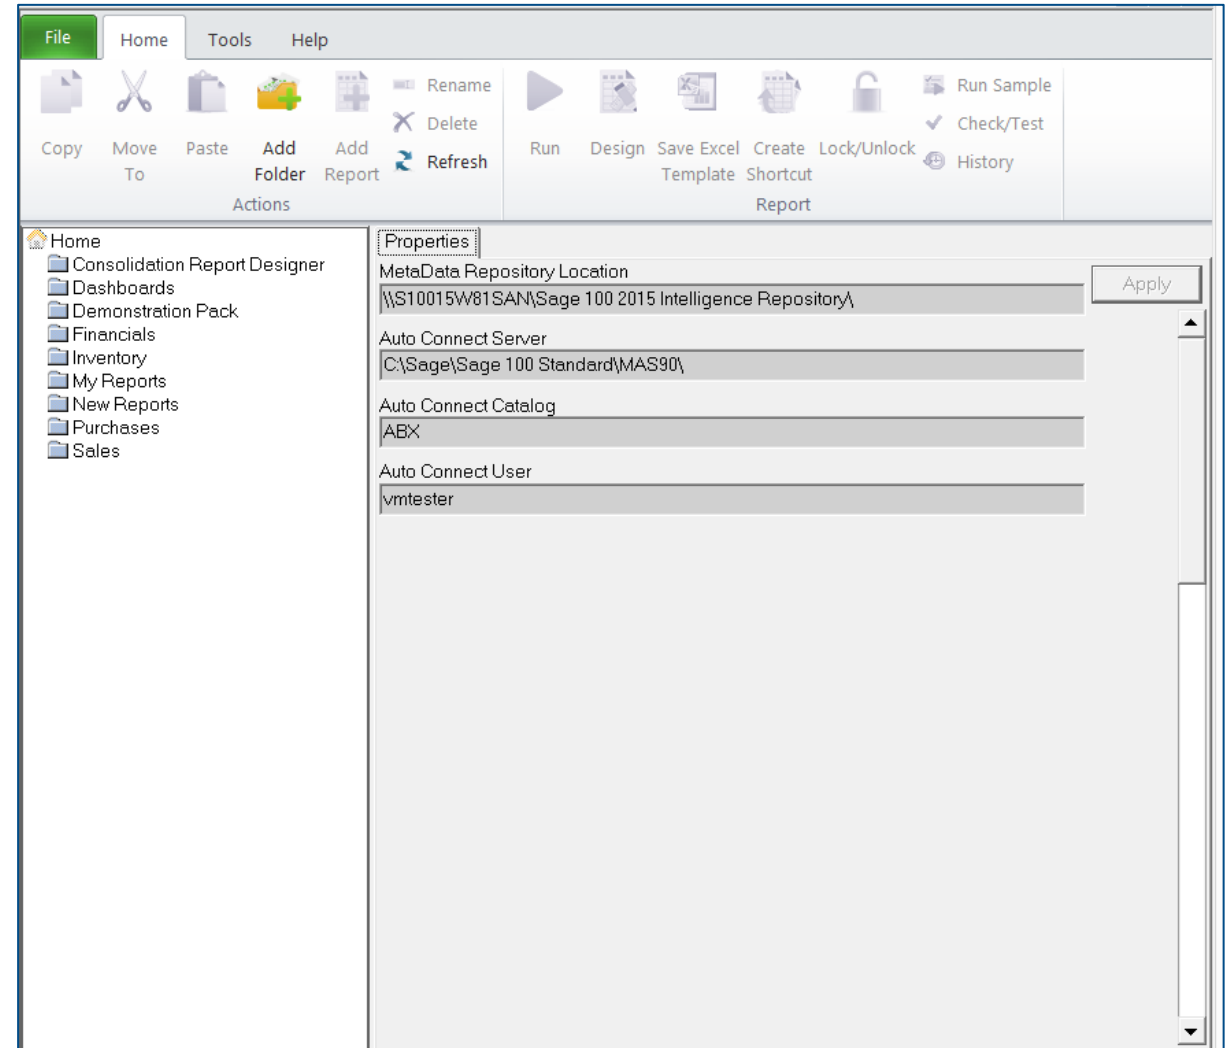 File Home Tools Help
Rename Run Sample
Delete Check/Test
Copy Move To Paste Add Folder Add Report Refresh Run Design Save Excel Template Create Shortcut Lock/Unlock History
Actions Report
Home
Consolidation Report Designer
Dashboards
Demonstration Pack
Financials
Inventory
My Reports
New Reports
Purchases
Sales
Properties
MetaData Repository Location
Apply
\\S10015W81SAN\Sage 100 2015 Intelligence Repository\
Auto Connect Server
C:\Sage\Sage 100 Standard\MAS90\
Auto Connect Catalog
ABX
Auto Connect User
vmtester